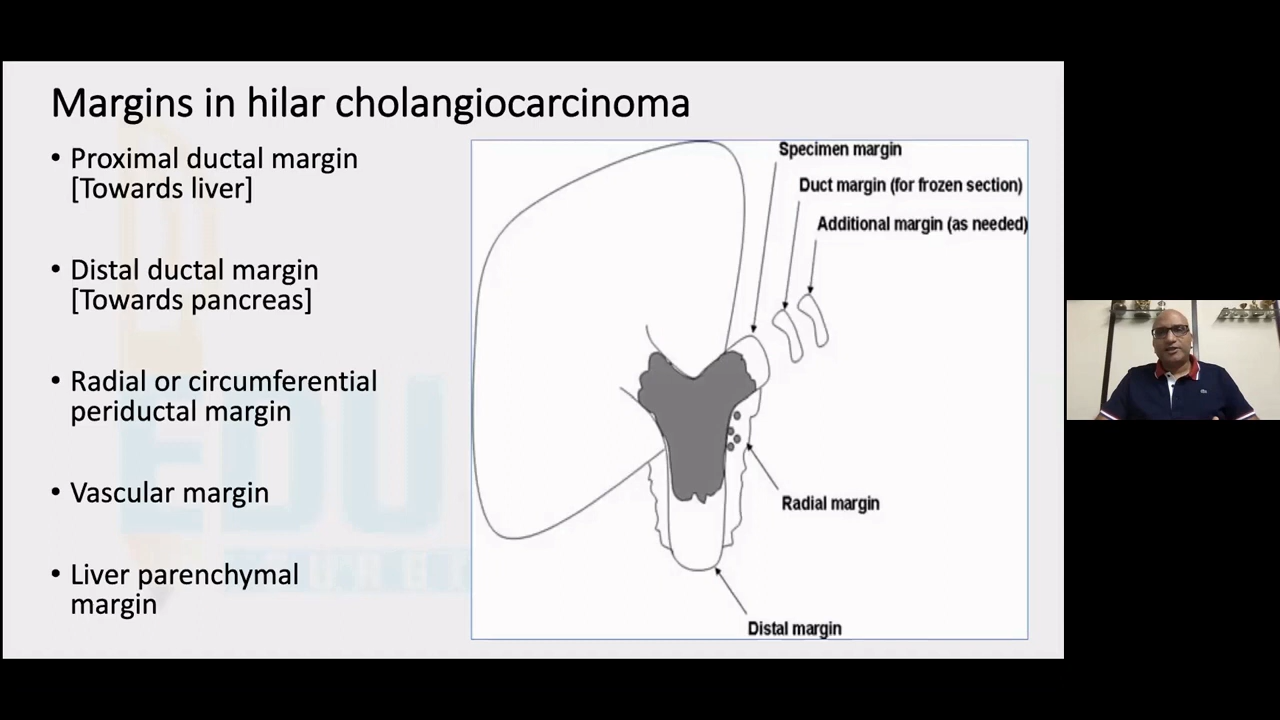 Margins in hilar cholangiocarcinoma
• Proximal ductal margin
[Towards liver]
• Distal ductal margin
[Towards pancreas]
• Radial or circumferential
periductal margin
• Vascular margin
• Liver parenchymal
margin
Specimen margin
Duct margin (for frozen section)
Additional margin (as needed)
Radial margin
Distal margin
EDU